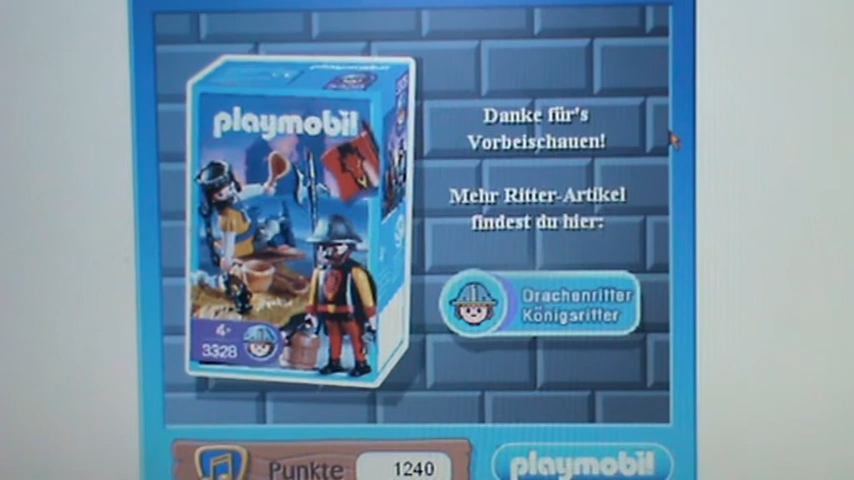 playmobil
Danke für's
Vorbeischauen!
Mehr Ritter-Artikel
findest du hier:
Drachenritter
Königsritter
4+
3328
Punkte 1240
playmobil